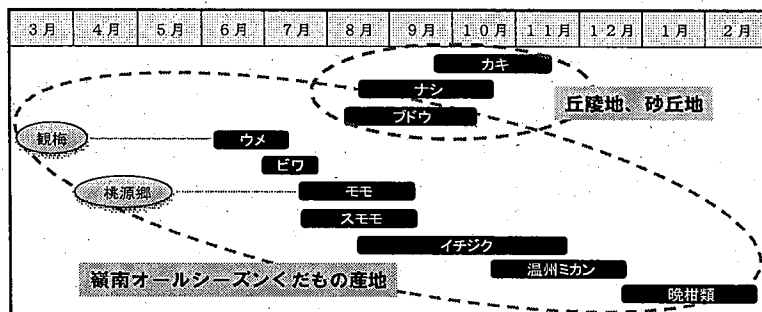 3月 4月 5月 6月 7月 8月 9月 10月 11月 12月 1月 2月
カキ
ナシ
丘陵地、砂丘地
ブドウ
観梅 ウメ
ビワ
桃源郷 モモ
スモモ
イチジク
温州ミカン
嶺南オールシーズンくだもの産地
晩柑類